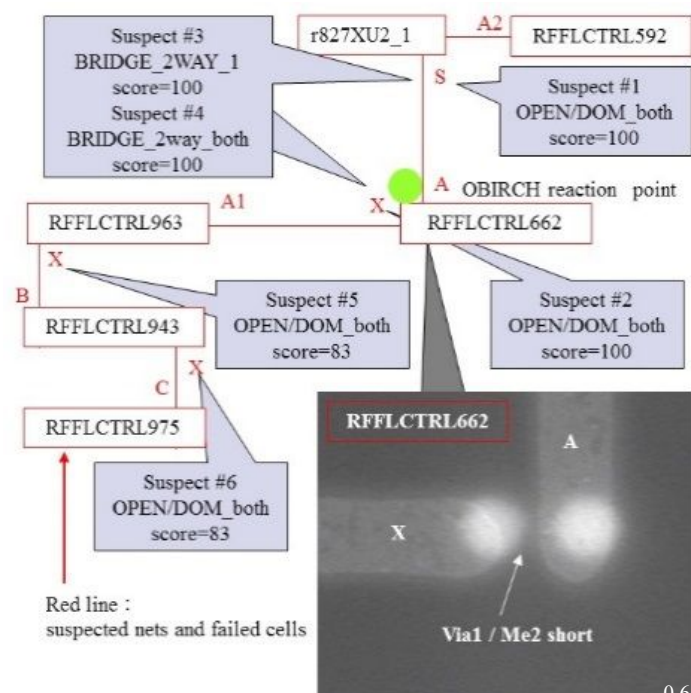 Suspect #3
BRIDGE_2WAY_1
score=100
Suspect #4
BRIDGE_2way_both
score=100
r827XU2_1
A2
RFFLCTRL592
S
Suspect #1
OPEN/DOM_both
score=100
A
OBIRCH reaction point
X
RFFLCTRL963
A1
RFFLCTRL662
X
B
Suspect #5
OPEN/DOM_both
score=83
Suspect #2
OPEN/DOM_both
score=100
RFFLCTRL943
X
C
RFFLCTRL975
Suspect #6
OPEN/DOM_both
score=83
RFFLCTRL662
A
X
Via1 / Me2 short
Red line :
suspected nets and failed cells